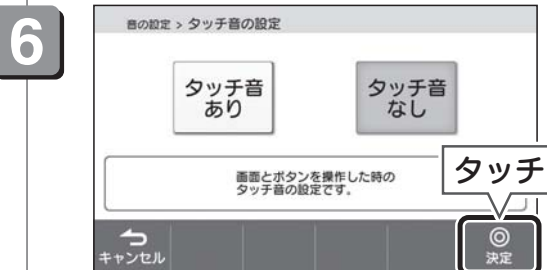 6
音の設定 > タッチ音の設定
タッチ音
あり
タッチ音
なし
画面とボタンを操作した時の
タッチ音の設定です。
タッチ
キャンセル
決定